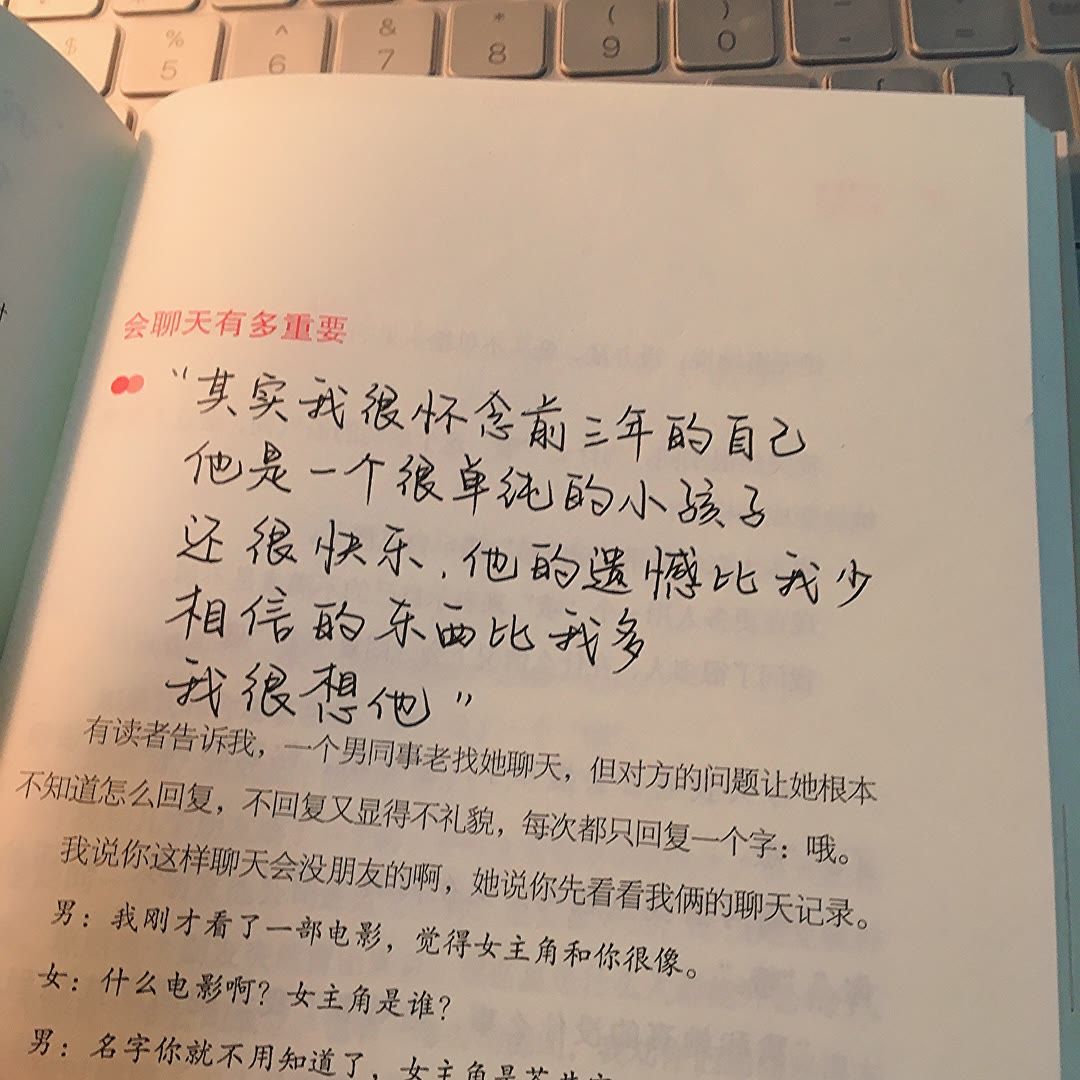 % 5
^ 6
& 7
* 8
( 9
) 0
会聊天有多重要
“其实我很怀念前三年的自己
他是一个很单纯的小孩子
还很快乐，他的遗憾比我少
相信的东西比我多
我很想他”
有读者告诉我，一个男同事老找她聊天，但对方的问题让她根本
不知道怎么回复，不回复又显得不礼貌，每次都只回复一个字：哦。
我说你这样聊天会没朋友的啊，她说你先看看我俩的聊天记录。
男：我刚才看了一部电影，觉得女主角和你很像。
女：什么电影啊？女主角是谁？
男：名字你就不用知道了，女主角是